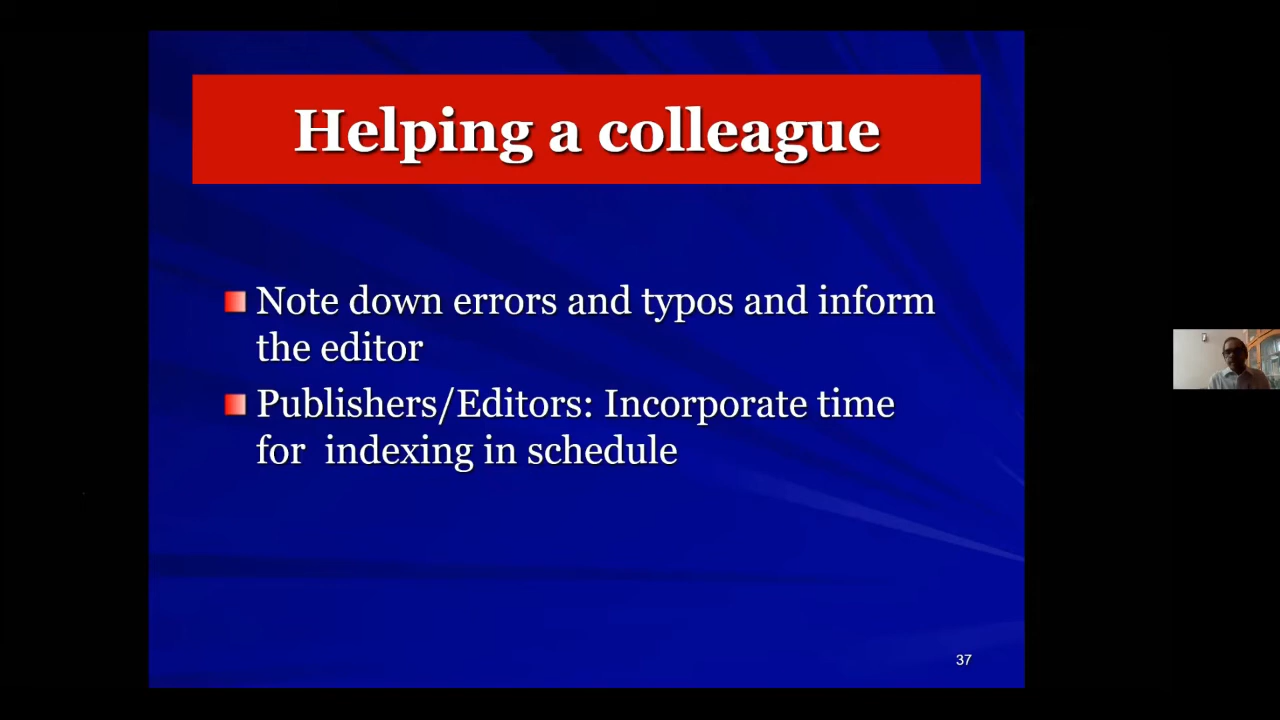 Helping a colleague
Note down errors and typos and inform
the editor
Publishers/Editors: Incorporate time
for  indexing in schedule
37